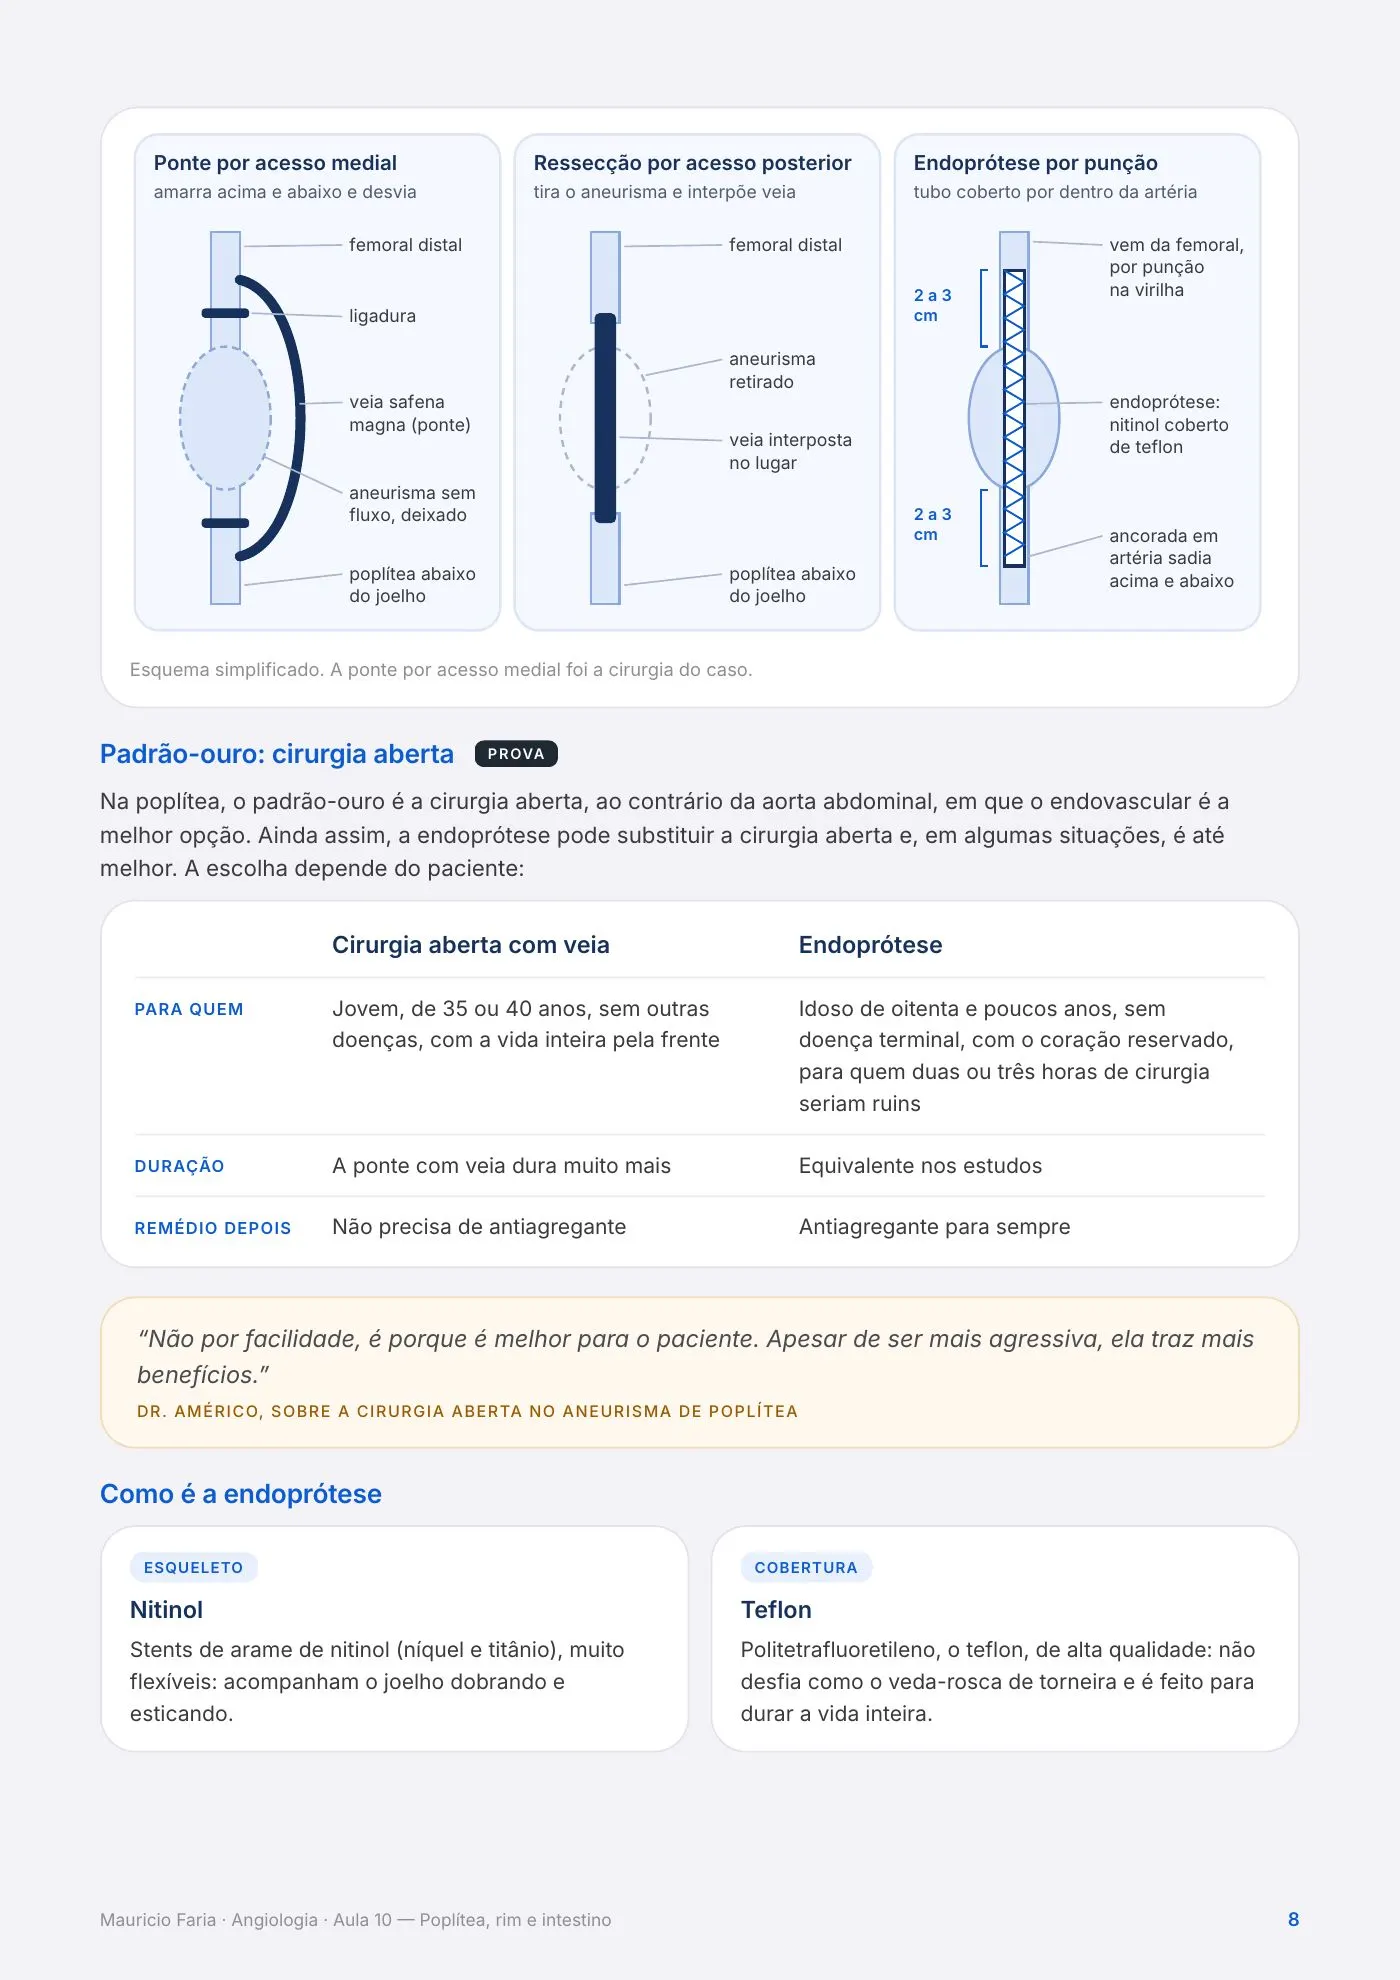 Ponte por acesso medial
amarra acima e abaixo e desvia
femoral distal
ligadura
veia safena
magna (ponte)
aneurisma sem
fluxo, deixado
poplítea abaixo
do joelho
Ressecção por acesso posterior
tira o aneurisma e interpõe veia
femoral distal
aneurisma
retirado
veia interposta
no lugar
poplítea abaixo
do joelho
Endoprótese por punção
tubo coberto por dentro da artéria
vem da femoral,
por punção
na virilha
2 a 3
cm
endoprótese:
nitinol coberto
de teflon
2 a 3
cm
ancorada em
artéria sadia
acima e abaixo
Esquema simplificado. A ponte por acesso medial foi a cirurgia do caso.
Padrão-ouro: cirurgia aberta PROVA
Na poplítea, o padrão-ouro é a cirurgia aberta, ao contrário da aorta abdominal, em que o endovascular é a
melhor opção. Ainda assim, a endoprótese pode substituir a cirurgia aberta e, em algumas situações, é até
melhor. A escolha depende do paciente:
Cirurgia aberta com veia
Endoprótese
PARA QUEM
Jovem, de 35 ou 40 anos, sem outras
doenças, com a vida inteira pela frente
Idoso de oitenta e poucos anos, sem
doença terminal, com o coração reservado,
para quem duas ou três horas de cirurgia
seriam ruins
DURAÇÃO
A ponte com veia dura muito mais
Equivalente nos estudos
REMÉDIO DEPOIS
Não precisa de antiagregante
Antiagregante para sempre
“Não por facilidade, é porque é melhor para o paciente. Apesar de ser mais agressiva, ela traz mais
benefícios.”
DR. AMÉRICO, SOBRE A CIRURGIA ABERTA NO ANEURISMA DE POPLÍTEA
Como é a endoprótese
ESQUELETO
Nitinol
Stents de arame de nitinol (níquel e titânio), muito
flexíveis: acompanham o joelho dobrando e
esticando.
COBERTURA
Teflon
Politetrafluoretileno, o teflon, de alta qualidade: não
desfia como o veda-rosca de torneira e é feito para
durar a vida inteira.
Mauricio Faria · Angiologia · Aula 10 — Poplítea, rim e intestino
8